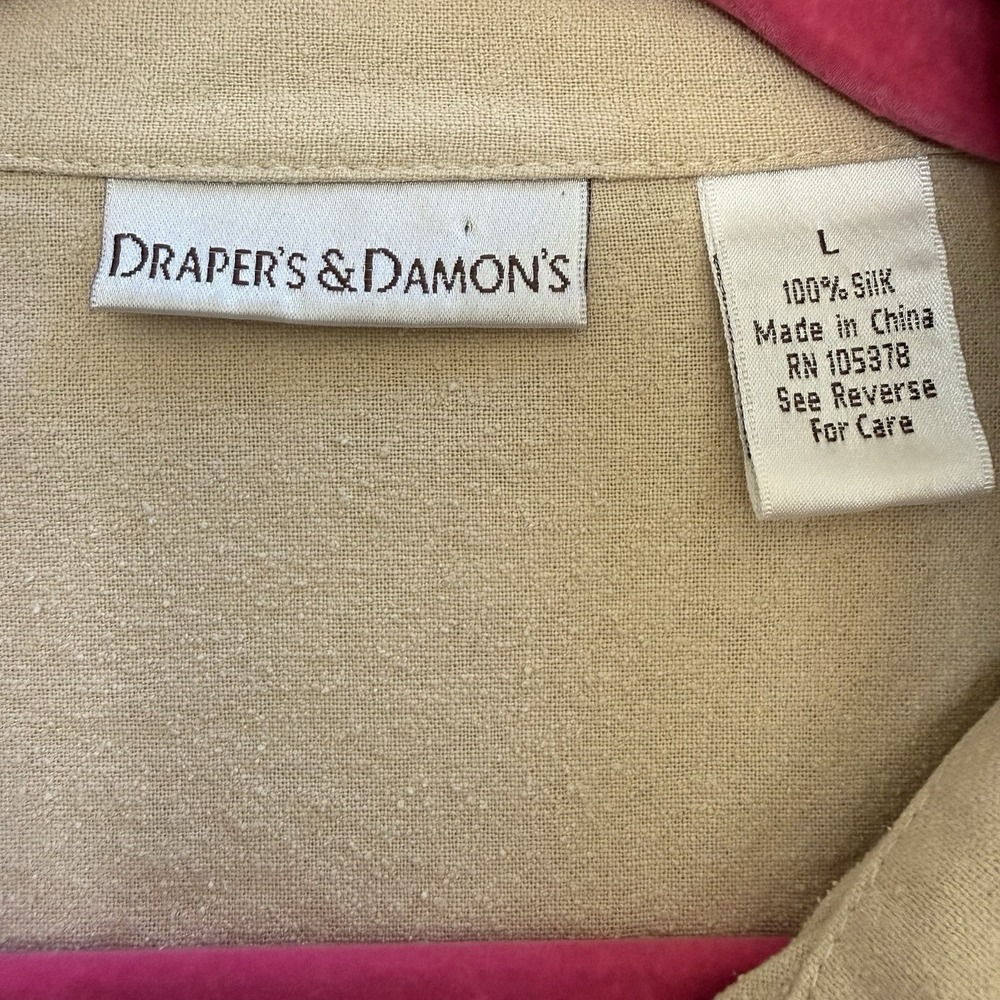 DRAPER'S & DAMON'S
L
100% SilK
Made in China
RN 105378
See Reverse
For Care